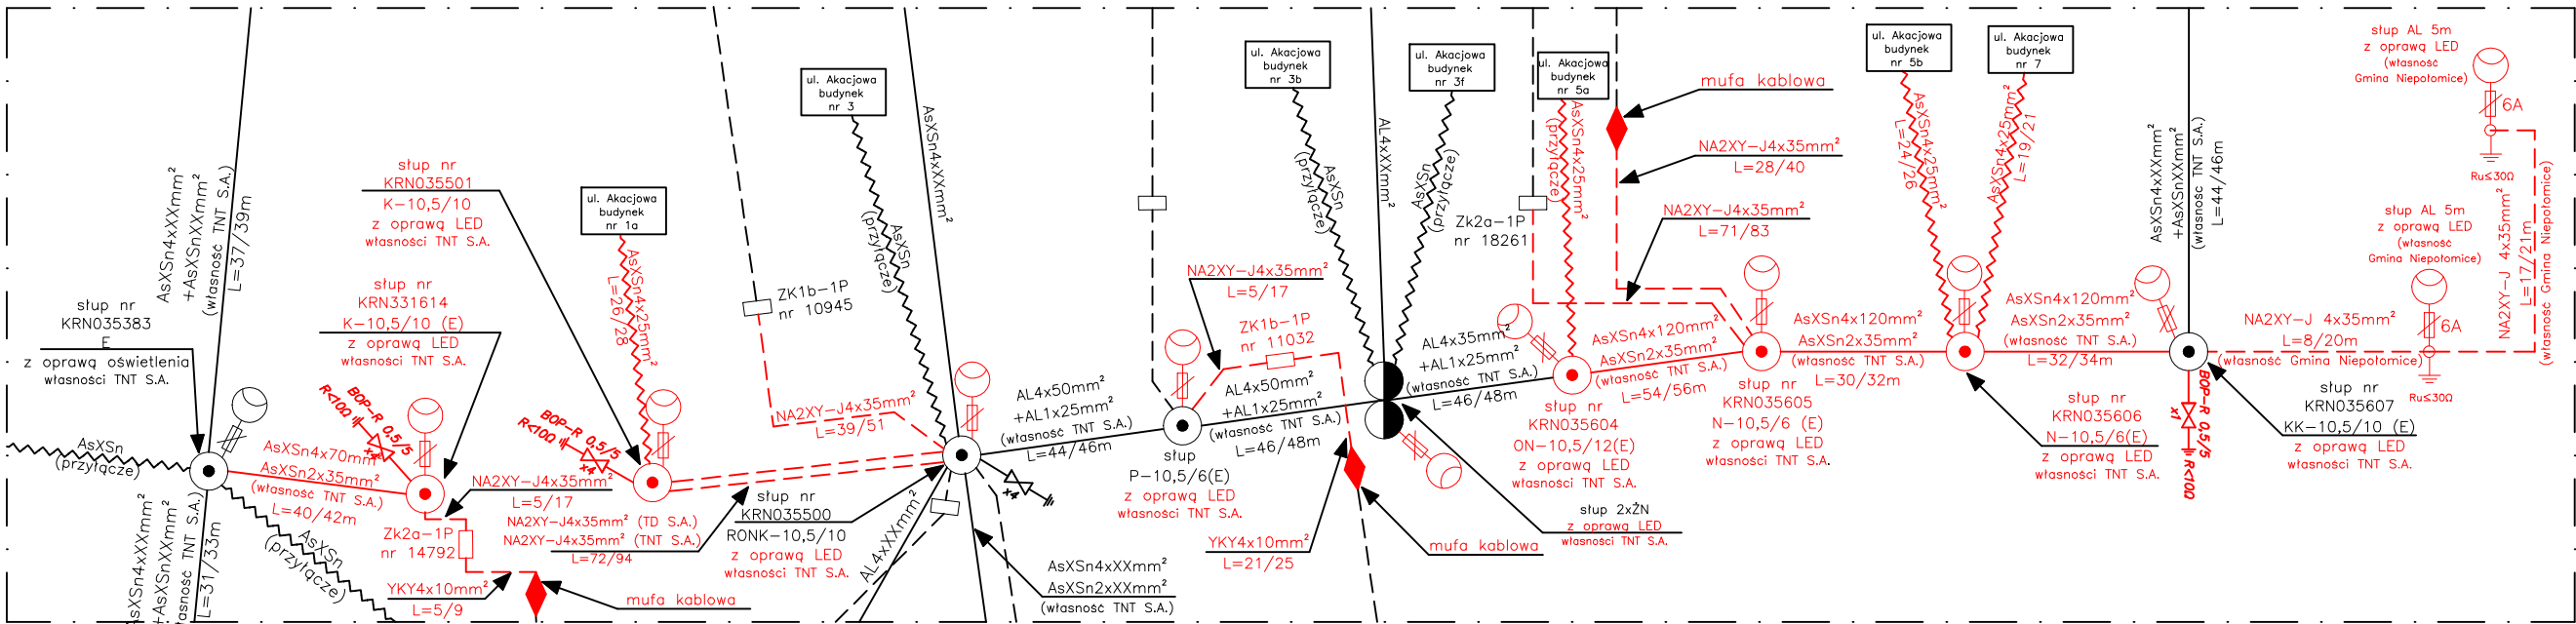 słup nr
KRN035383
E
z oprawą oświetlenia
własności TNT S.A.
AsXSn4xXXmm²
+AsXSnXXmm²
(własność TNT S.A.)
L=37/39m
AsXSn
(przyłącze)
AsXSn4xXXmm²
+AsXSnXXmm²
L=31/33m
AsXSn
(przyłącze)
słup nr
KRN035501
K-10,5/10
z oprawą LED
własności TNT S.A.
słup nr
KRN331614
K-10,5/10 (E)
z oprawą LED
własności TNT S.A.
BOP-R 0,5/5
R<10Ω
x4
AsXSn4x70mm²
AsXSn2x35mm²
(własność TNT S.A.)
L=40/42m
ul. Akacjowa
budynek
nr 1a
AsXSn4x25mm²
L=26/28
BOP-R 0,5/5
R<10Ω
x4
NA2XY-J4x35mm²
L=5/17
Zk2a-1P
nr 14792
YKY4x10mm²
L=5/9
mufa kablowa
NA2XY-J4x35mm² (TD S.A.)
NA2XY-J4x35mm² (TNT S.A.)
L=72/94
ZK1b-1P
nr 10945
NA2XY-J4x35mm²
L=39/51
ul. Akacjowa
budynek
nr 3
AsXSn
(przyłącze)
AsXSn4xXXmm²
słup nr
KRN035500
RONK-10,5/10
z oprawą LED
własności TNT S.A.
x4
AL4xXXmm²
AsXSn4xXXmm²
AsXSn2xXXmm²
(własność TNT S.A.)
AL4x50mm²
+AL1x25mm²
(własność TNT S.A.)
L=44/46m
słup
P-10,5/6(E)
z oprawą LED
własności TNT S.A.
NA2XY-J4x35mm²
L=5/17
ZK1b-1P
nr 11032
AL4x50mm²
+AL1x25mm²
(własność TNT S.A.)
L=46/48m
YKY4x10mm²
L=21/25
mufa kablowa
ul. Akacjowa
budynek
nr 3b
AsXSn
(przyłącze)
AL4xXXmm²
ul. Akacjowa
budynek
nr 3f
AsXSn
(przyłącze)
słup 2xŻN
z oprawą LED
własności TNT S.A.
AL4x35mm²
+AL1x25mm²
(własność TNT S.A.)
L=46/48m
Zk2a-1P
nr 18261
ul. Akacjowa
budynek
nr 5a
AsXSn4x25mm²
(przyłącze)
mufa kablowa
NA2XY-J4x35mm²
L=28/40
NA2XY-J4x35mm²
L=71/83
słup nr
KRN035604
ON-10,5/12(E)
z oprawą LED
własności TNT S.A.
AsXSn4x120mm²
AsXSn2x35mm²
(własność TNT S.A.)
L=54/56m
słup nr
KRN035605
N-10,5/6 (E)
z oprawą LED
własności TNT S.A.
AsXSn4x120mm²
AsXSn2x35mm²
(własność TNT S.A.)
L=30/32m
ul. Akacjowa
budynek
nr 5b
AsXSn4x25mm²
L=24/26
ul. Akacjowa
budynek
nr 7
AsXSn4x25mm²
L=19/21
słup nr
KRN035606
N-10,5/6(E)
z oprawą LED
własności TNT S.A.
AsXSn4x120mm²
AsXSn2x35mm²
(własność TNT S.A.)
L=32/34m
AsXSn4xXXmm²
+AsXSnXXmm²
(własność TNT S.A.)
L=44/46m
BOP-R 0,5/5
x1
R<10Ω
słup nr
KRN035607
KK-10,5/10 (E)
z oprawą LED
własności TNT S.A.
NA2XY-J 4x35mm²
L=8/20m
(własność Gmina Niepołomice)
słup AL 5m
z oprawą LED
(własność
Gmina Niepołomice)
6A
Ru≤30Ω
słup AL 5m
z oprawą LED
(własność
Gmina Niepołomice)
6A
Ru≤30Ω
NA2XY-J 4x35mm²
L=17/21m
(własność Gmina Niepołomice)